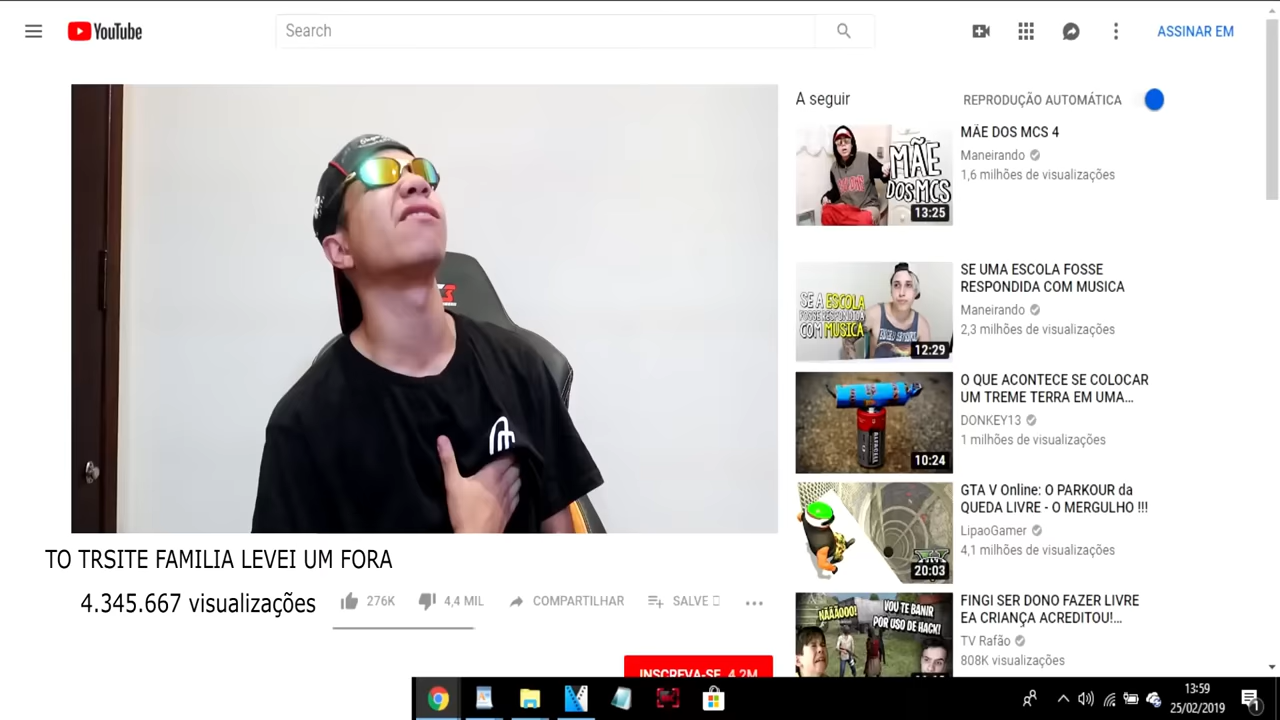 YouTube
Search
ASSINAR EM
A seguir
REPRODUÇÃO AUTOMÁTICA
MÃE DOS MCS
13:25
MÃE DOS MCS 4
Maneirando
1,6 milhões de visualizações
SE A ESCOLA
FOSSE RESPONDIDA
COM MUSICA
12:29
SE UMA ESCOLA FOSSE
RESPONDIDA COM MUSICA
Maneirando
2,3 milhões de visualizações
10:24
O QUE ACONTECE SE COLOCAR
UM TREME TERRA EM UMA...
DONKEY13
1 milhões de visualizações
20:03
GTA V Online: O PARKOUR da
QUEDA LIVRE - O MERGULHO !!!
LipaoGamer
4,1 milhões de visualizações
NÃÃÃOOO!
VOU TE BANIR
POR USO DE HACK!
FINGI SER DONO FAZER LIVRE
EA CRIANÇA ACREDITOU!...
TV Rafão
808K visualizações
TO TRSITE FAMILIA LEVEI UM FORA
4.345.667 visualizações
276K
4,4 MIL
COMPARTILHAR
SALVE
INSCREVA-SE 4,2M
13:59
25/02/2019
1